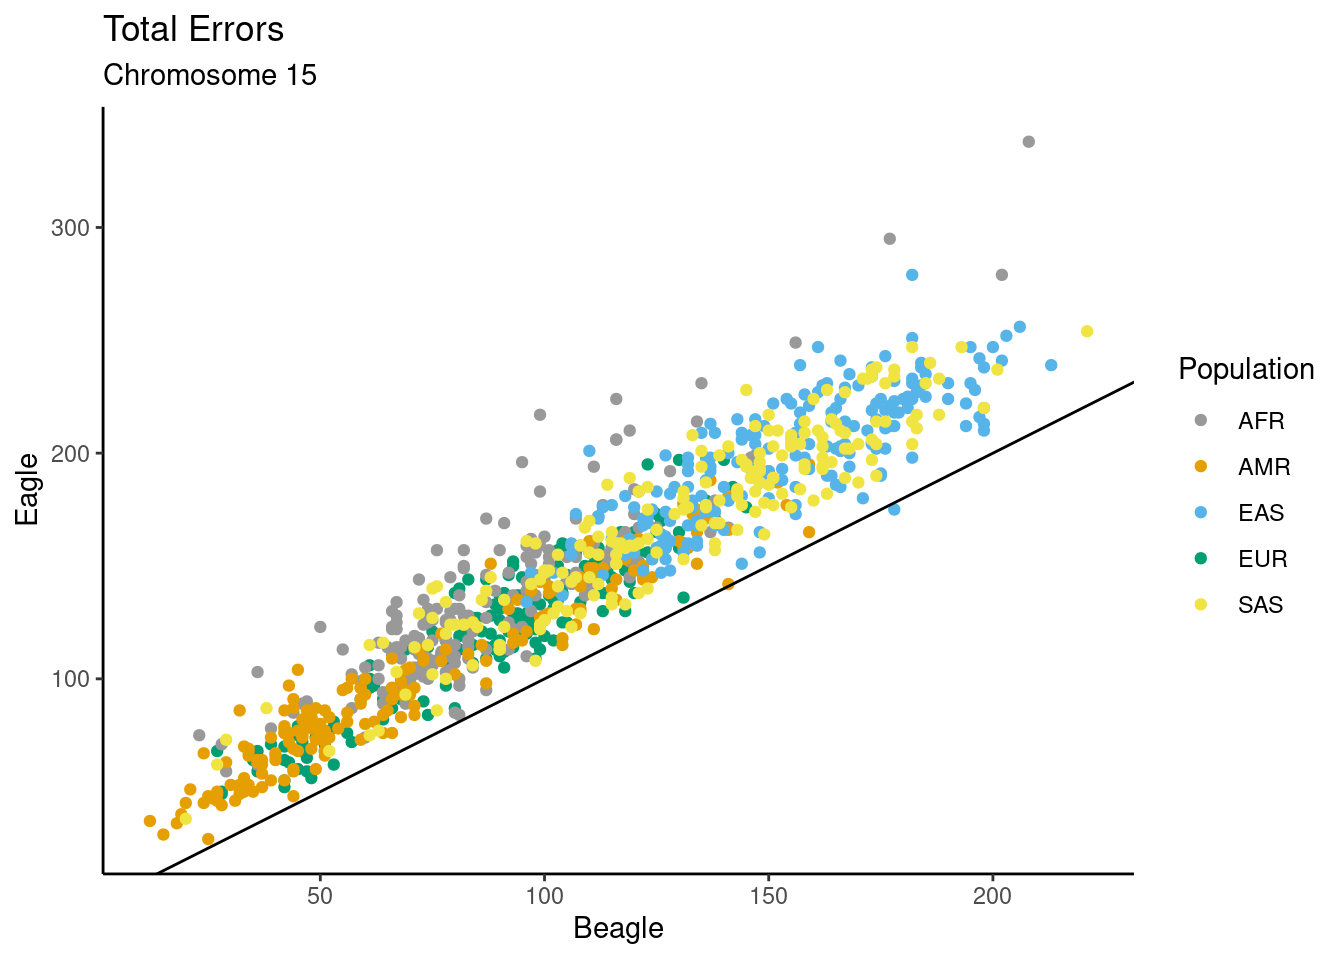 Total Errors
Chromosome 15
300
200
100
Eagle
50
100
150
200
Beagle
Population
AFR
AMR
EAS
EUR
SAS